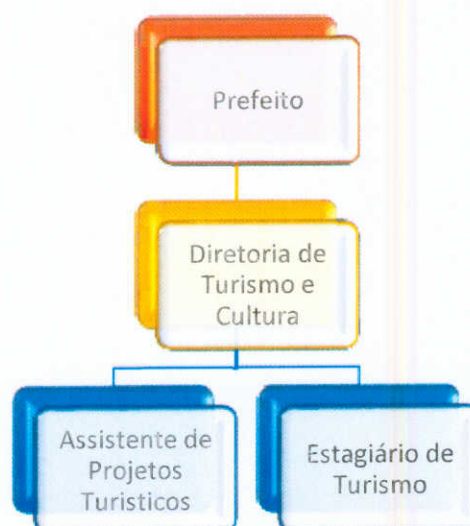 Prefeito
Diretoria de
Turismo e
Cultura
Assistente de
Projetos
Turisticos
Estagiário de
Turismo